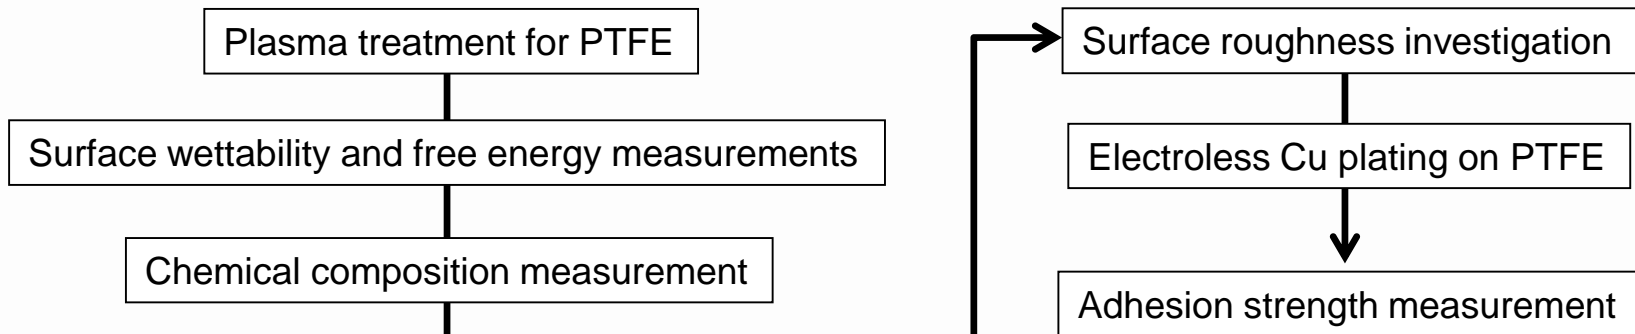 Plasma treatment for PTFE
Surface wettability and free energy measurements
Chemical composition measurement
Surface roughness investigation
Electroless Cu plating on PTFE
Adhesion strength measurement